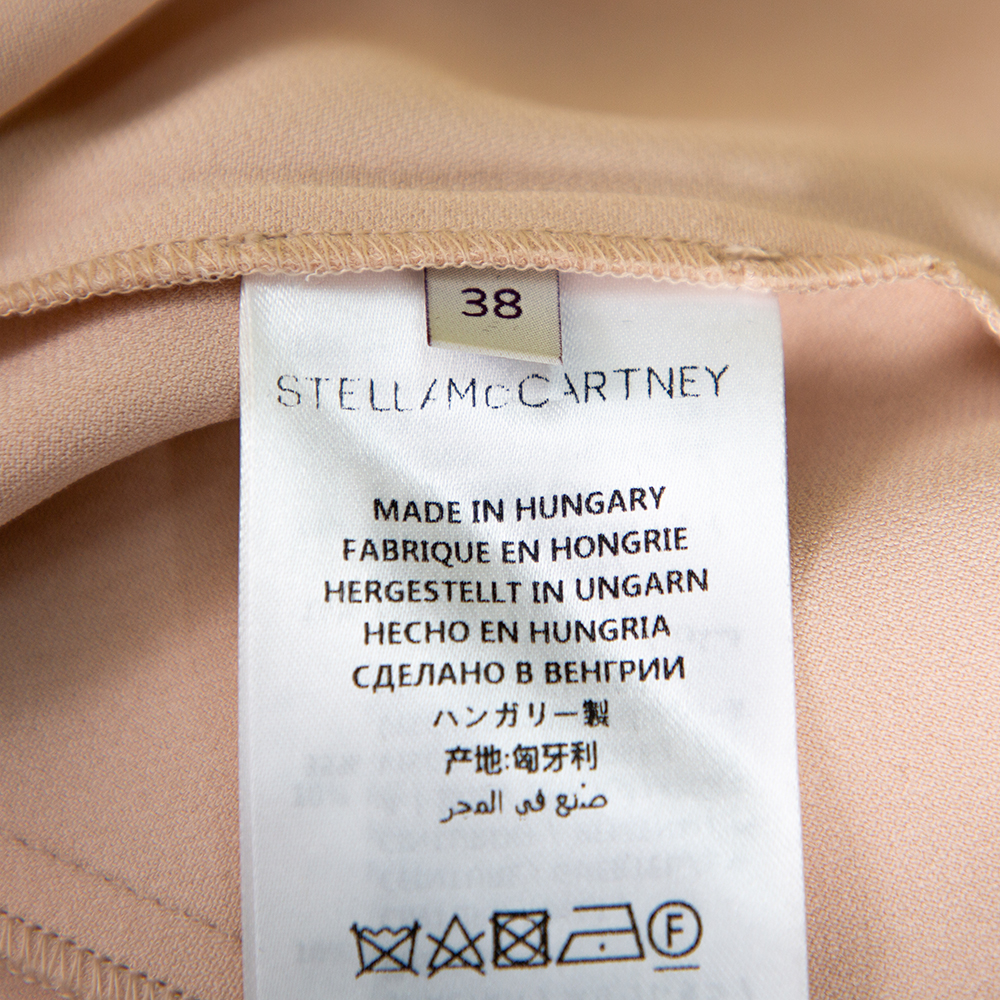 38
STELLA McCARTNEY
MADE IN HUNGARY
FABRIQUE EN HONGRIE
HERGESTELLT IN UNGARN
HECHO EN HUNGRIA
СДЕЛАНО В ВЕНГРИИ
ハンガリー製
产地:匈牙利
صنع في المجر
F